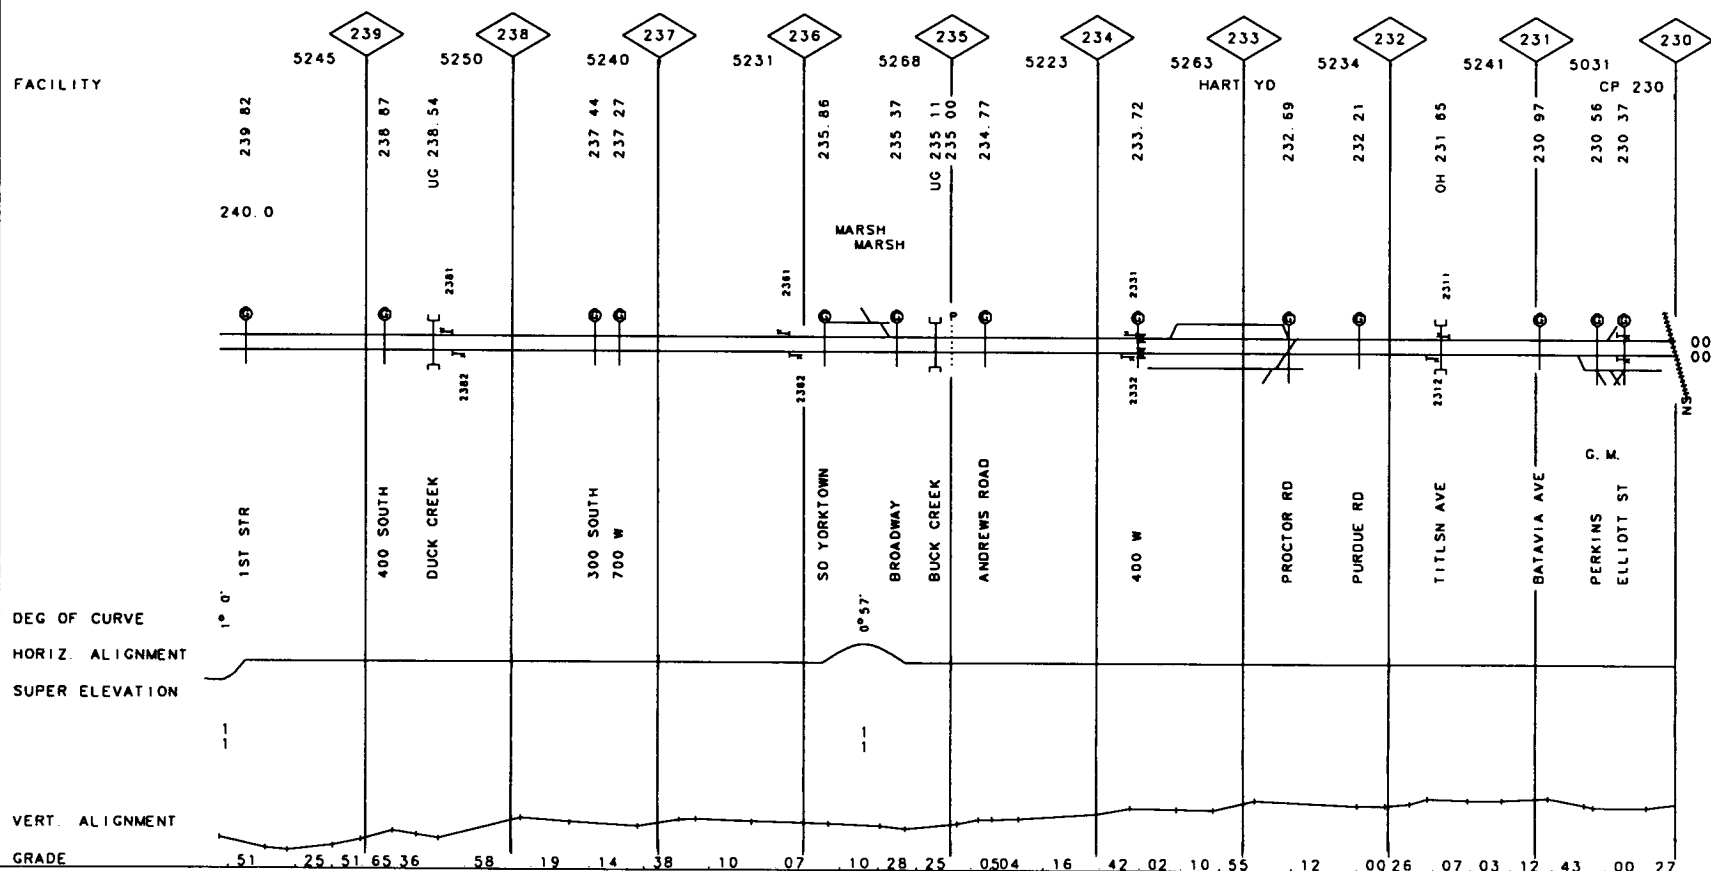 239 238 237 236 235 234 233 232 231 230
5245 5250 5240 5231 5268 5223 5263 5234 5241 5031
FACILITY
HART YD
CP 230
239 82
238 87
UG 238.54
237 44
237 27
235.86
235 37
UG 235 11
235 00
234.77
233.72
232.69
232 21
OH 231 65
230 97
230 56
230 37
240.0
MARSH
MARSH
2381
2361
2331
2311
G G G G G G G G G G G G
P
00
00
2382
2362
2332
2312
NS
G. M.
1ST STR
400 SOUTH
DUCK CREEK
300 SOUTH
700 W
SO YORKTOWN
BROADWAY
BUCK CREEK
ANDREWS ROAD
400 W
PROCTOR RD
PURDUE RD
TITLSN AVE
BATAVIA AVE
PERKINS
ELLIOTT ST
DEG OF CURVE
1° 0'
0° 57'
HORIZ. ALIGNMENT
SUPER ELEVATION
1 1
1 1
VERT. ALIGNMENT
GRADE .51 .25 .51 .65 .36 .58 .19 .14 .38 .10 .07 .10 .28 .25 .0504 .16 .42 .02 .10 .55 .12 .00 26 .07 .03 .12 .43 .00 .27